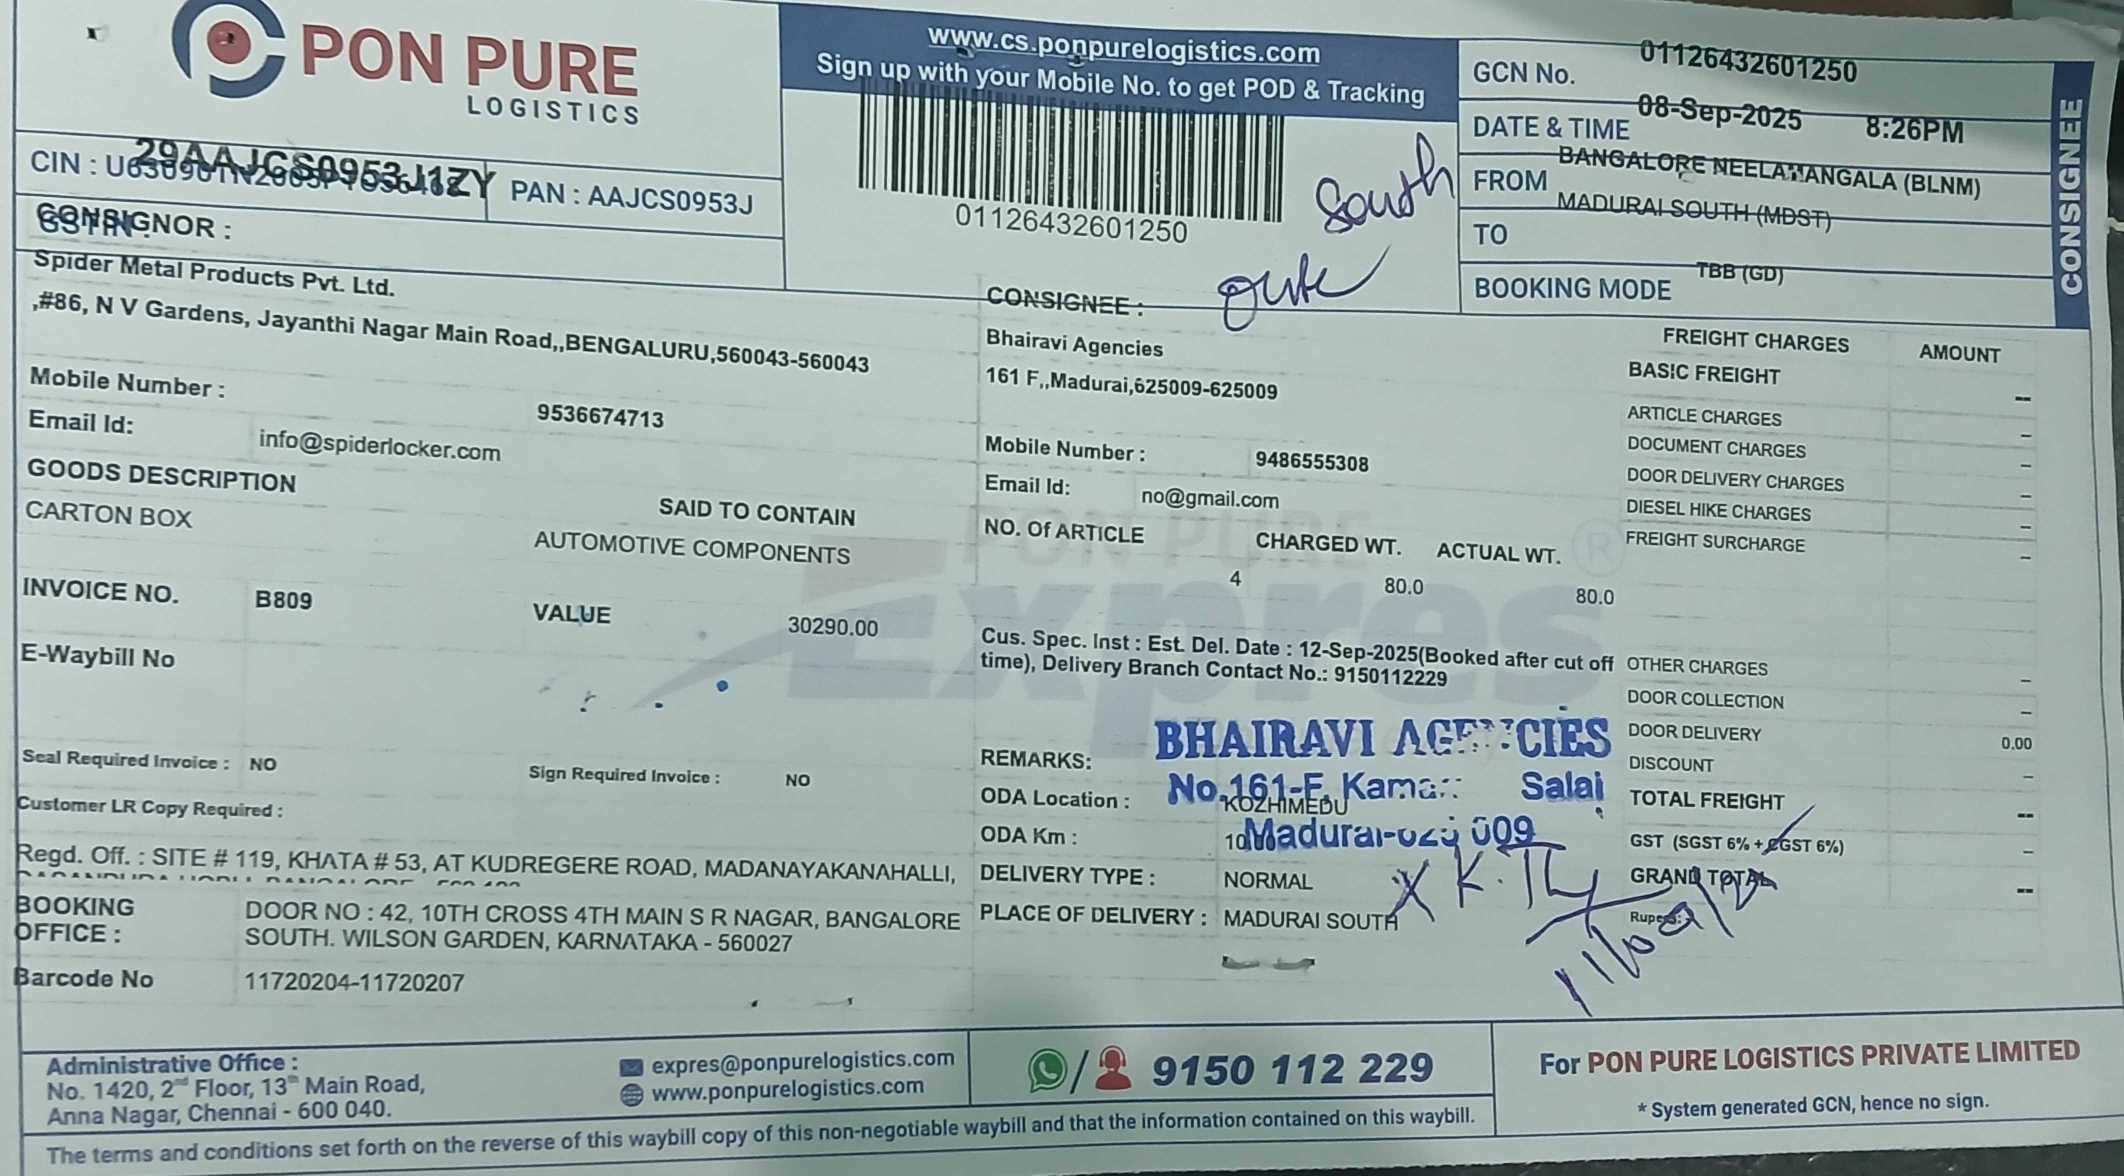 PON PURE
LOGISTICS
www.cs.ponpurelogistics.com
Sign up with your Mobile No. to get POD & Tracking
01126432601250
South
GCN No. 01126432601250
DATE & TIME 08-Sep-2025 8:26PM
FROM BANGALORE NEELAMANGALA (BLNM)
TO MADURAI SOUTH (MDST)
BOOKING MODE TBB (GD)
CONSIGNEE
CIN : 29AAJCS0953J1ZY
PAN : AAJCS0953J
GSTIN
CONSIGNOR :
Spider Metal Products Pvt. Ltd.
,#86, N V Gardens, Jayanthi Nagar Main Road,,BENGALURU,560043-560043
Mobile Number : 9536674713
Email Id: info@spiderlocker.com
CONSIGNEE :
Bhairavi Agencies
161 F,,Madurai,625009-625009
Mobile Number : 9486555308
Email Id: no@gmail.com
GOODS DESCRIPTION SAID TO CONTAIN
CARTON BOX AUTOMOTIVE COMPONENTS
NO. Of ARTICLE CHARGED WT. ACTUAL WT.
4 80.0 80.0
PON PURE
Expres ®
INVOICE NO. B809 VALUE 30290.00
E-Waybill No
Cus. Spec. Inst : Est. Del. Date : 12-Sep-2025(Booked after cut off
time), Delivery Branch Contact No.: 9150112229
Seal Required Invoice : NO Sign Required Invoice : NO
Customer LR Copy Required :
REMARKS:
ODA Location : KOZHIMEDU
ODA Km :
DELIVERY TYPE : NORMAL
PLACE OF DELIVERY : MADURAI SOUTH
BHAIRAVI AGENCIES
No.161-F, Salai
Madurai-625 009
Regd. Off. : SITE # 119, KHATA # 53, AT KUDREGERE ROAD, MADANAYAKANAHALLI,
BOOKING OFFICE : DOOR NO : 42, 10TH CROSS 4TH MAIN S R NAGAR, BANGALORE
SOUTH. WILSON GARDEN, KARNATAKA - 560027
Barcode No 11720204-11720207
FREIGHT CHARGES AMOUNT
BASIC FREIGHT --
ARTICLE CHARGES –
DOCUMENT CHARGES –
DOOR DELIVERY CHARGES –
DIESEL HIKE CHARGES –
FREIGHT SURCHARGE –
OTHER CHARGES –
DOOR COLLECTION –
DOOR DELIVERY 0.00
DISCOUNT –
TOTAL FREIGHT --
GST (SGST 6% + CGST 6%) –
GRAND TOTAL --
Rupees:
Administrative Office :
No. 1420, 2nd Floor, 13th Main Road,
Anna Nagar, Chennai - 600 040.
expres@ponpurelogistics.com
www.ponpurelogistics.com
/ 9150 112 229
For PON PURE LOGISTICS PRIVATE LIMITED
* System generated GCN, hence no sign.
The terms and conditions set forth on the reverse of this waybill copy of this non-negotiable waybill and that the information contained on this waybill.